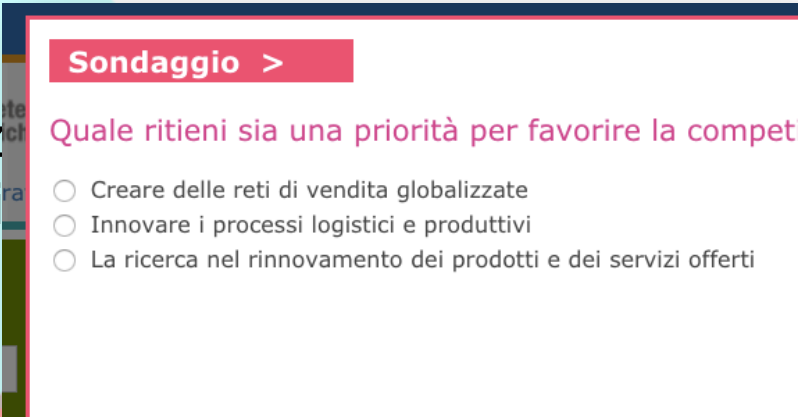 Sondaggio >
Quale ritieni sia una priorità per favorire la
Creare delle reti di vendita globalizzate
Innovare i processi logistici e produttivi
La ricerca nel rinnovamento dei prodotti e dei servizi offerti